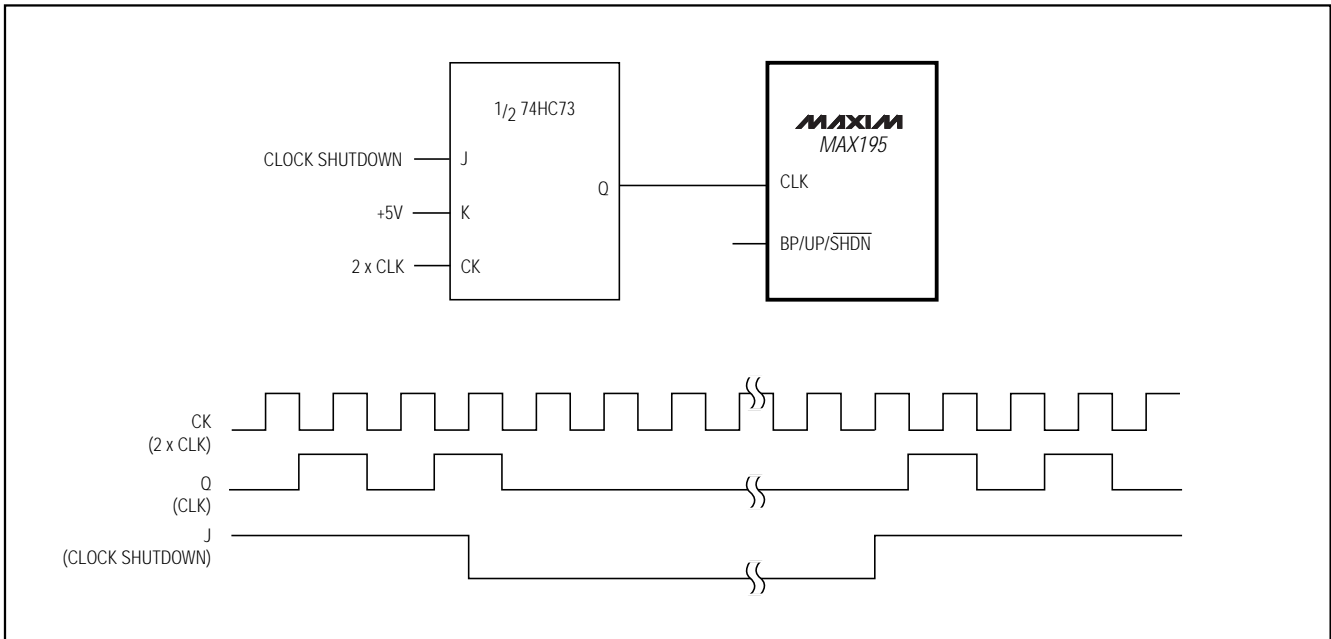 1/2 74HC73
MAXIM
MAX195
CLOCK SHUTDOWN
J
Q
CLK
+5V
K
BP/UP/SHDN
2 x CLK
CK
CK
(2 x CLK)
Q
(CLK)
J
(CLOCK SHUTDOWN)